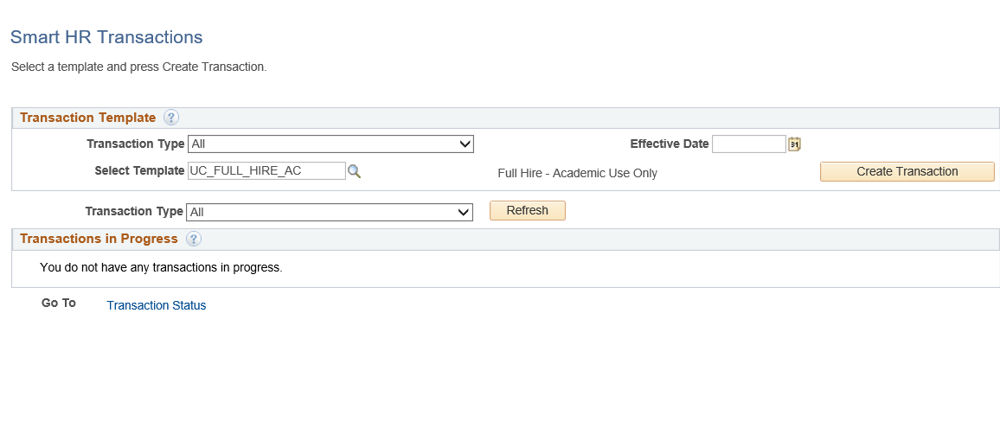 Smart HR Transactions
Select a template and press Create Transaction.
Transaction Template ?
Transaction Type All Effective Date 31
Select Template UC_FULL_HIRE_AC Full Hire - Academic Use Only Create Transaction
Transaction Type All Refresh
Transactions in Progress ?
You do not have any transactions in progress.
Go To Transaction Status